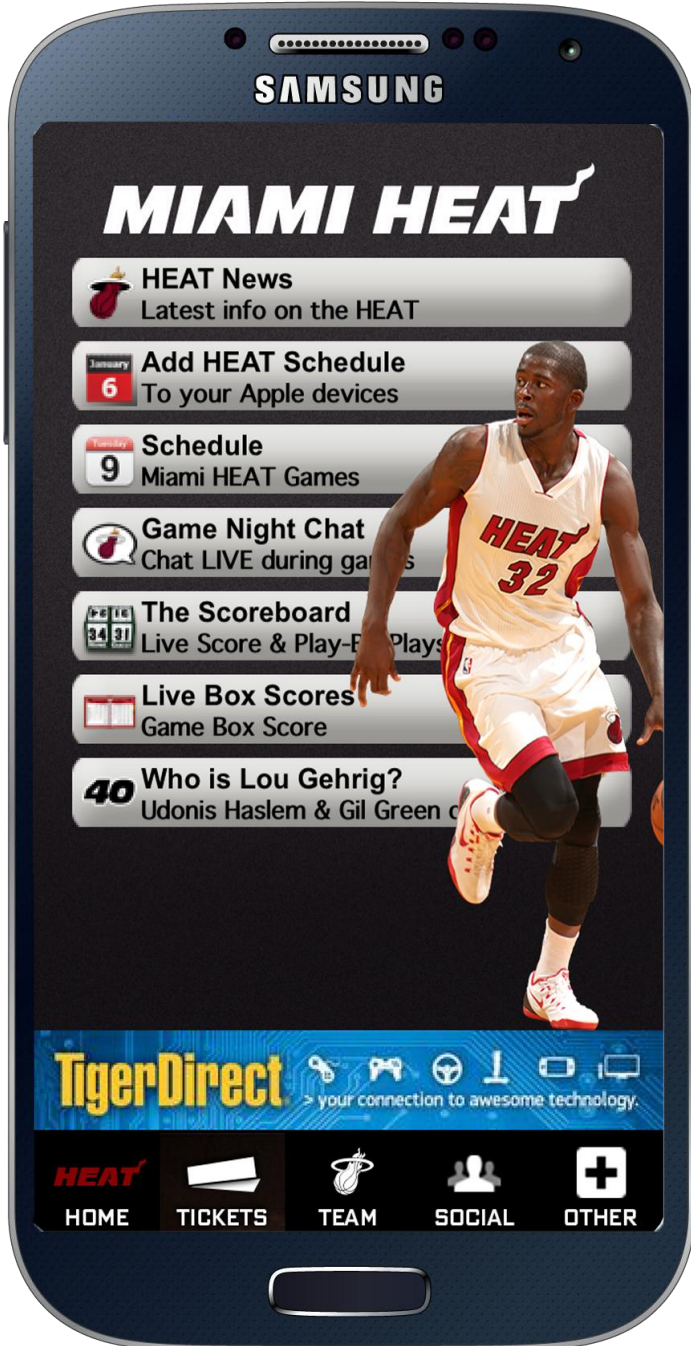 SAMSUNG
MIAMI HEAT
HEAT News
Latest info on the HEAT
January
6
Add HEAT Schedule
To your Apple devices
Tuesday
9
Schedule
Miami HEAT Games
Game Night Chat
Chat LIVE during
34 31
The Scoreboard
Live Score &
Live Box Scores
Game Box Score
40
Who is Lou Gehrig?
Udonis Haslem & Gil Green
HEAT
32
TigerDirect
> your connection to awesome technology.
HEAT
HOME TICKETS TEAM SOCIAL OTHER